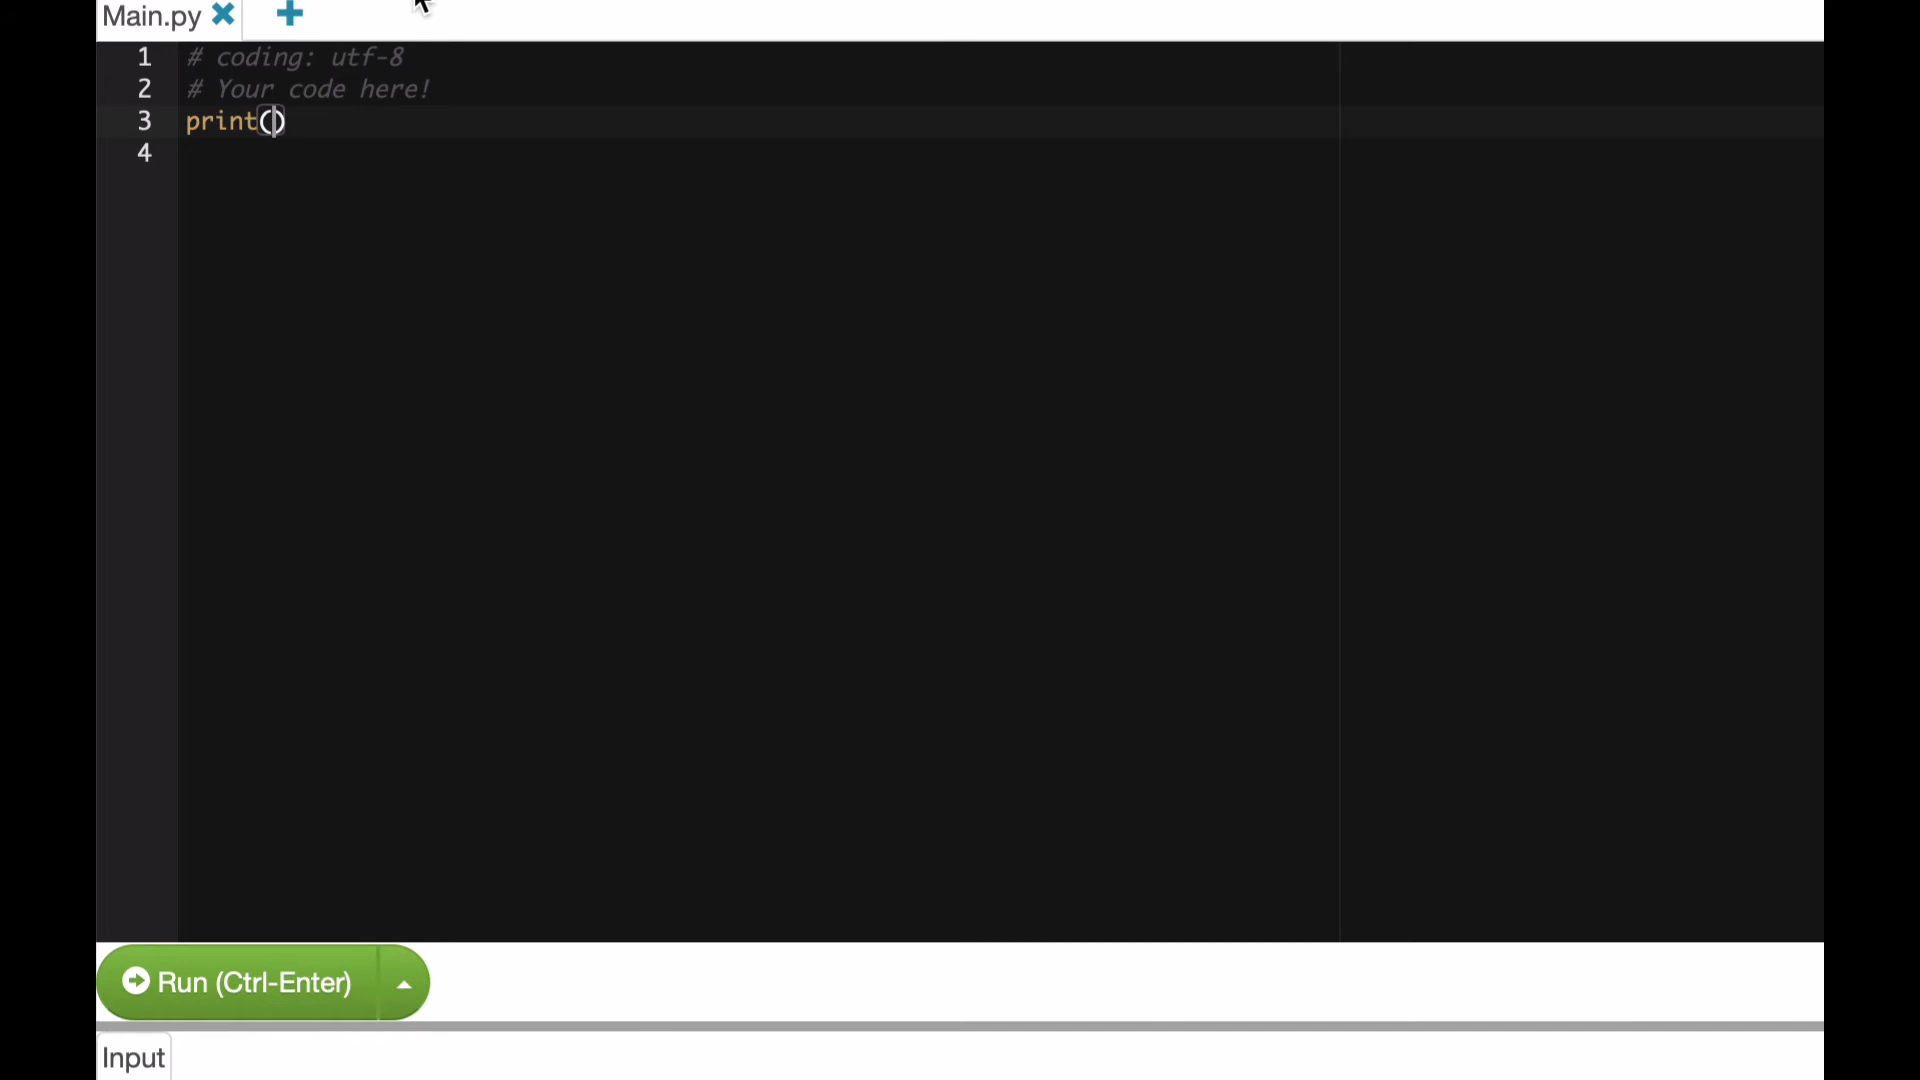 Main.py
1 # coding: utf-8
2 # Your code here!
3 print()
4
Run (Ctrl-Enter)
Input